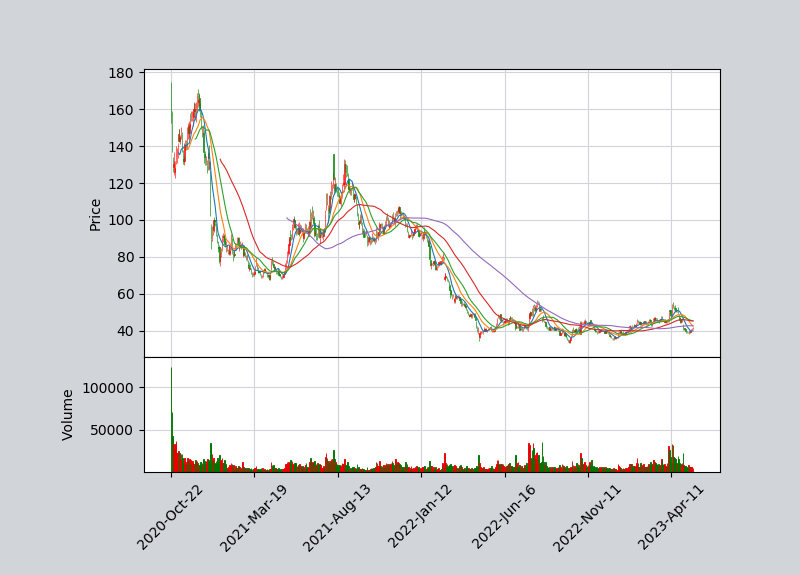 180
160
140
120
100
80
60
40
Price
100000
50000
Volume
2020-Oct-22
2021-Mar-19
2021-Aug-13
2022-Jan-12
2022-Jun-16
2022-Nov-11
2023-Apr-11